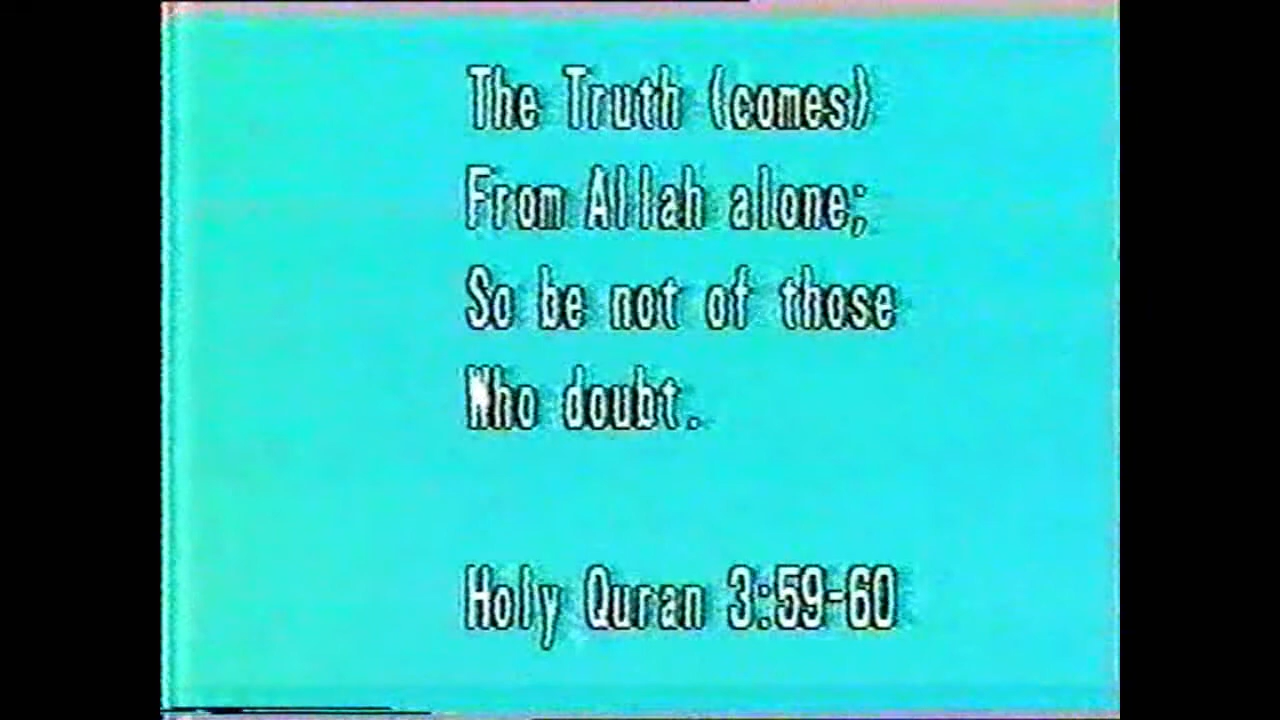 The Truth (comes)
From Allah alone;
So be not of those
Who doubt.
Holy Quran 3:59-60